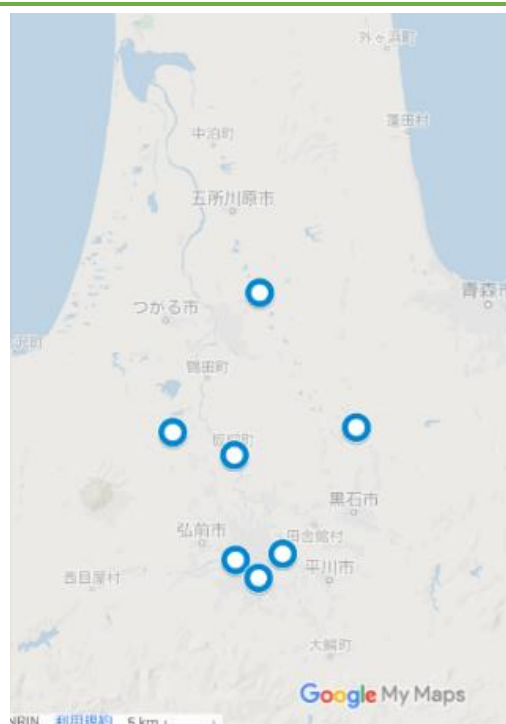 外ヶ浜町
蓬田村
中泊町
五所川原市
青森市
つがる市
沢町
鶴田町
板柳町
黒石市
弘前市
田舎館村
平川市
西目屋村
大鰐町
Google My Maps
NRIN 利用規約 5 km